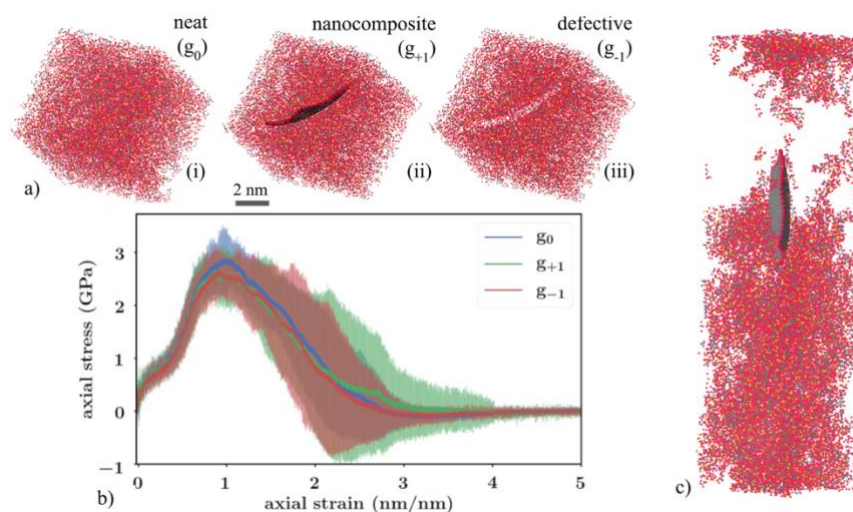 neat
(g0)
nanocomposite
(g+1)
defective
(g-1)
a)
(i)
(ii)
(iii)
2 nm
axial stress (GPa)
3
2
1
0
−1
g0
g+1
g−1
0
1
2
3
4
5
axial strain (nm/nm)
b)
c)